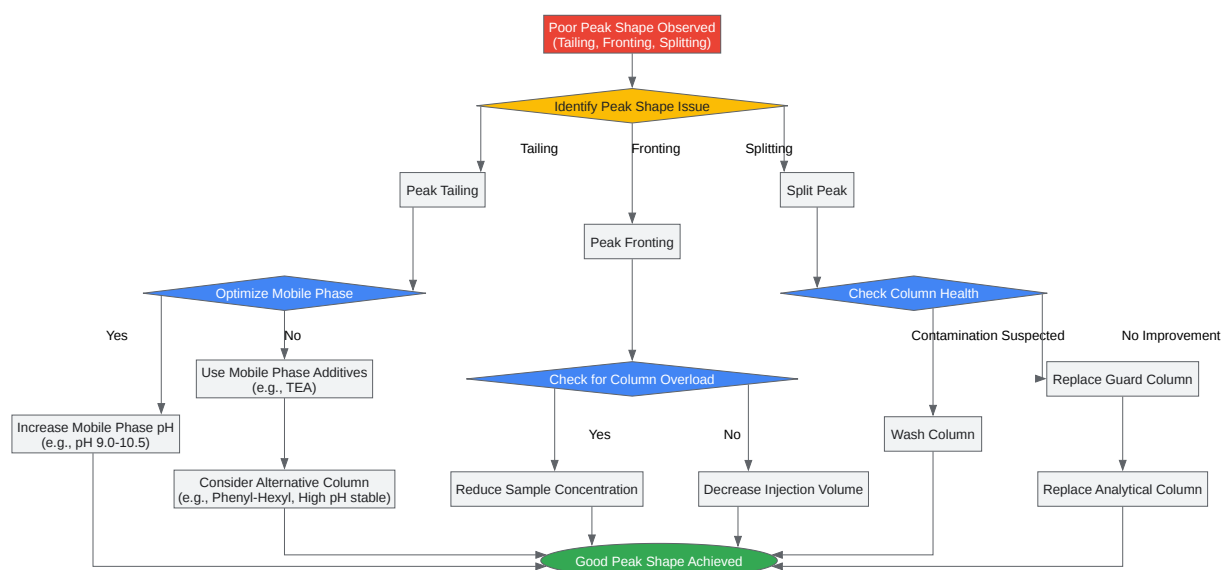 Poor Peak Shape Observed
(Tailing, Fronting, Splitting)
Identify Peak Shape Issue
Tailing
Fronting
Splitting
Peak Tailing
Split Peak
Peak Fronting
Optimize Mobile Phase
Check Column Health
Yes
No
Contamination Suspected
No Improvement
Use Mobile Phase Additives
(e.g., TEA)
Check for Column Overload
Replace Guard Column
Increase Mobile Phase pH
(e.g., pH 9.0-10.5)
Yes
No
Wash Column
Consider Alternative Column
(e.g., Phenyl-Hexyl, High pH stable)
Reduce Sample Concentration
Decrease Injection Volume
Replace Analytical Column
Good Peak Shape Achieved